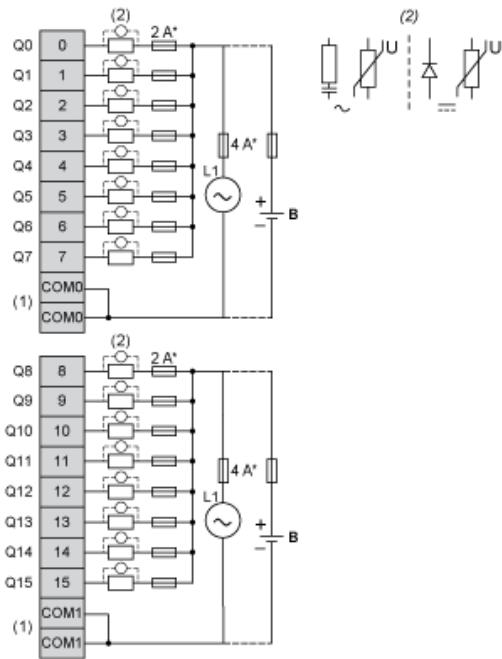 (2)
Q0 0 2 A*
Q1 1
Q2 2
Q3 3
4 A*
Q4 4
L1
Q5 5
+
Q6 6
B
−
Q7 7
COM0
(1)
COM0
(2)
U U
~
(2)
Q8 8 2 A*
Q9 9
Q10 10
Q11 11
4 A*
Q12 12
L1
Q13 13
+
Q14 14
B
−
Q15 15
COM1
(1)
COM1